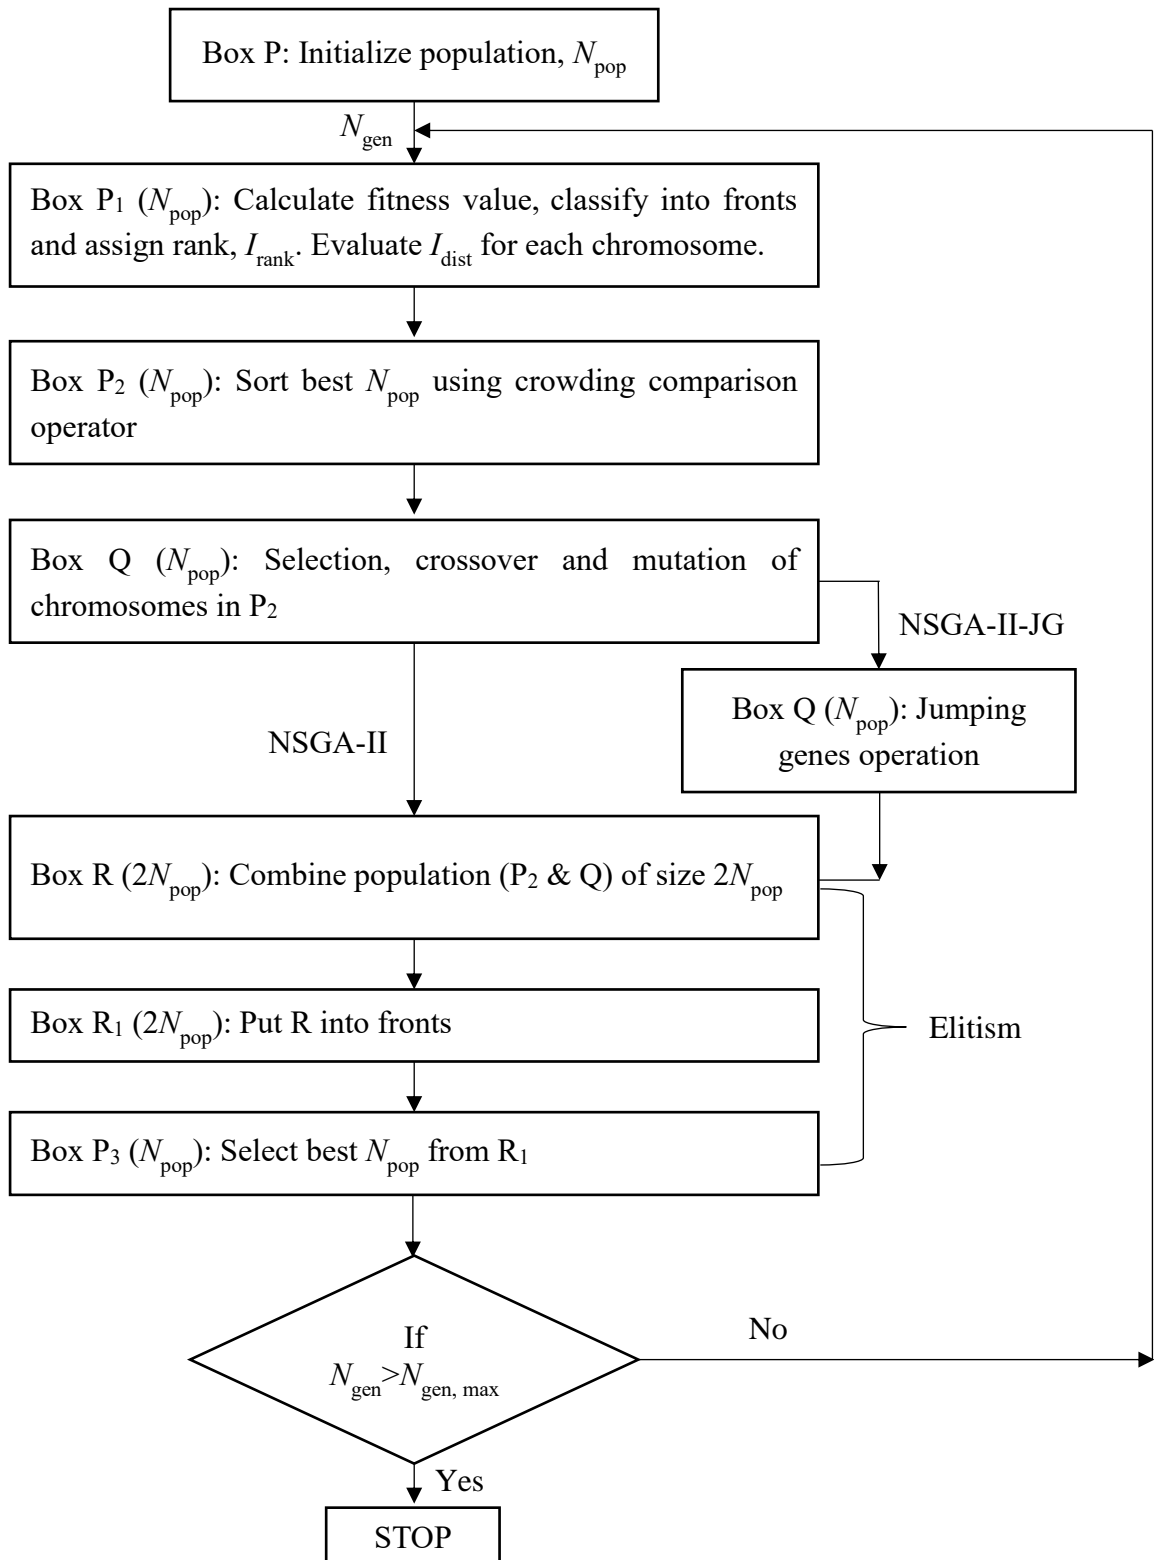 Box P: Initialize population, N_pop
N_gen
Box P₁ (N_pop): Calculate fitness value, classify into fronts
and assign rank, I_rank. Evaluate I_dist for each chromosome.
Box P₂ (N_pop): Sort best N_pop using crowding comparison
operator
Box Q (N_pop): Selection, crossover and mutation of
chromosomes in P₂
NSGA-II-JG
Box Q (N_pop): Jumping
genes operation
NSGA-II
Box R (2N_pop): Combine population (P₂ & Q) of size 2N_pop
Box R₁ (2N_pop): Put R into fronts
Elitism
Box P₃ (N_pop): Select best N_pop from R₁
If
N_gen>N_gen, max
No
Yes
STOP